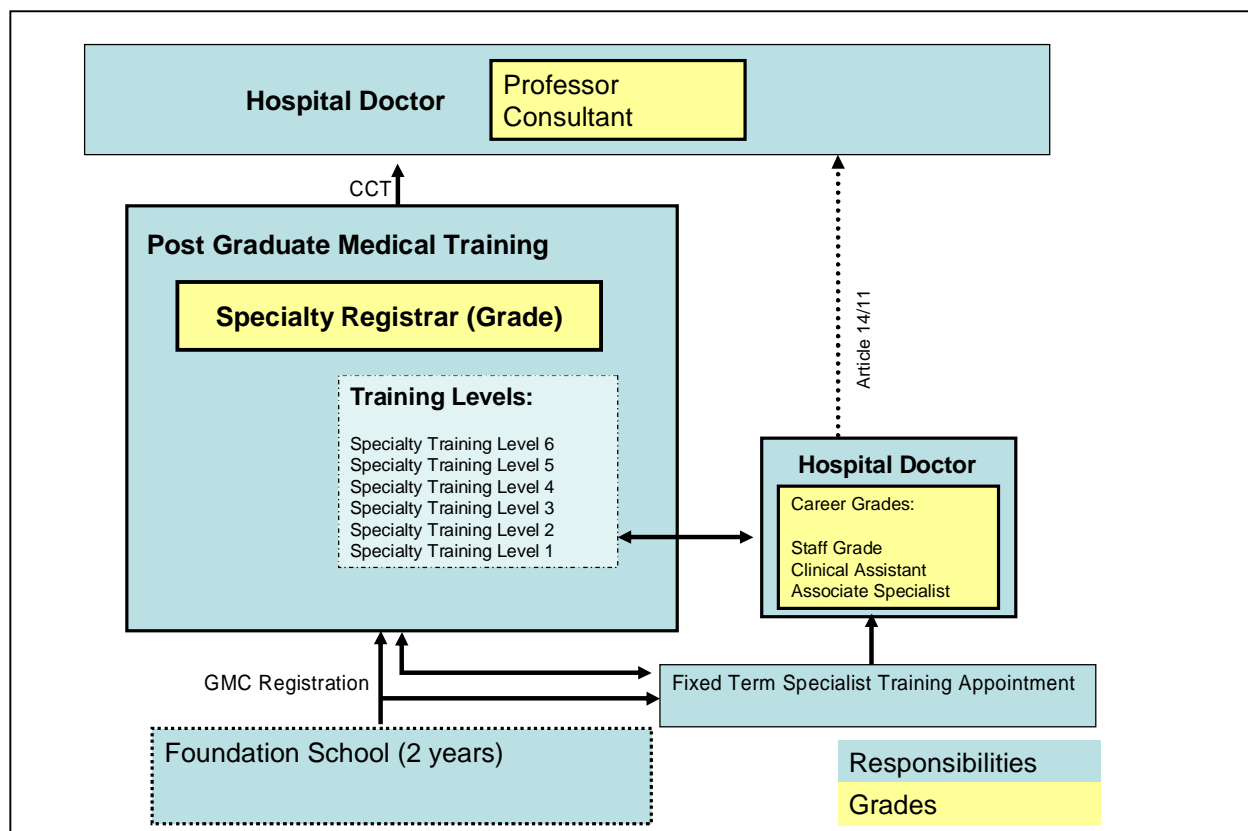 Hospital Doctor
Professor
Consultant
CCT
Post Graduate Medical Training
Specialty Registrar (Grade)
Training Levels:
Specialty Training Level 6
Specialty Training Level 5
Specialty Training Level 4
Specialty Training Level 3
Specialty Training Level 2
Specialty Training Level 1
Article 14/11
Hospital Doctor
Career Grades:
Staff Grade
Clinical Assistant
Associate Specialist
GMC Registration
Fixed Term Specialist Training Appointment
Foundation School (2 years)
Responsibilities
Grades